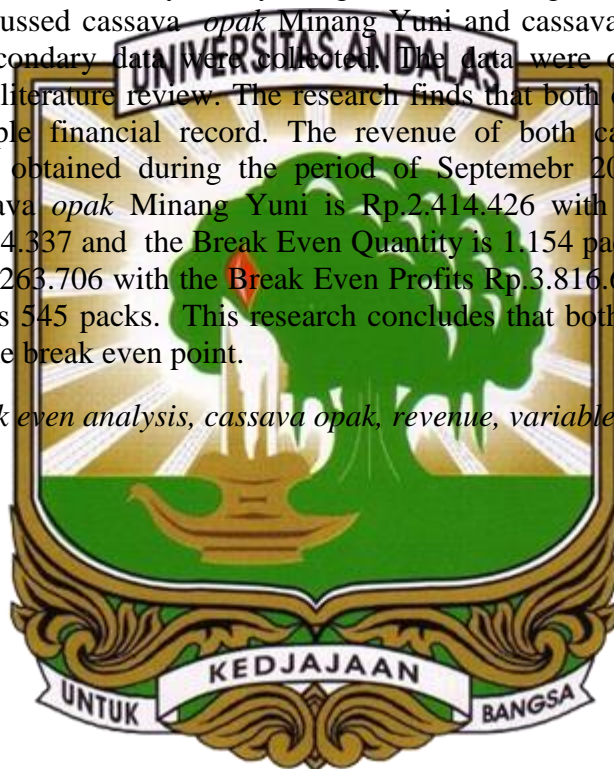 ussed cassava opak Minang Yuni and cassava
condary data were collected. The data were c
UNIVERSITAS ANDALAS
literature review. The research finds that both
ple financial record. The revenue of both ca
obtained during the period of Septemebr 20
ava opak Minang Yuni is Rp.2.414.426 with
4.337 and the Break Even Quantity is 1.154 pa
263.706 with the Break Even Profits Rp.3.816.6
s 545 packs. This research concludes that both
e break even point.
k even analysis, cassava opak, revenue, variable
KEDJAJAAN
UNTUK
BANGSA